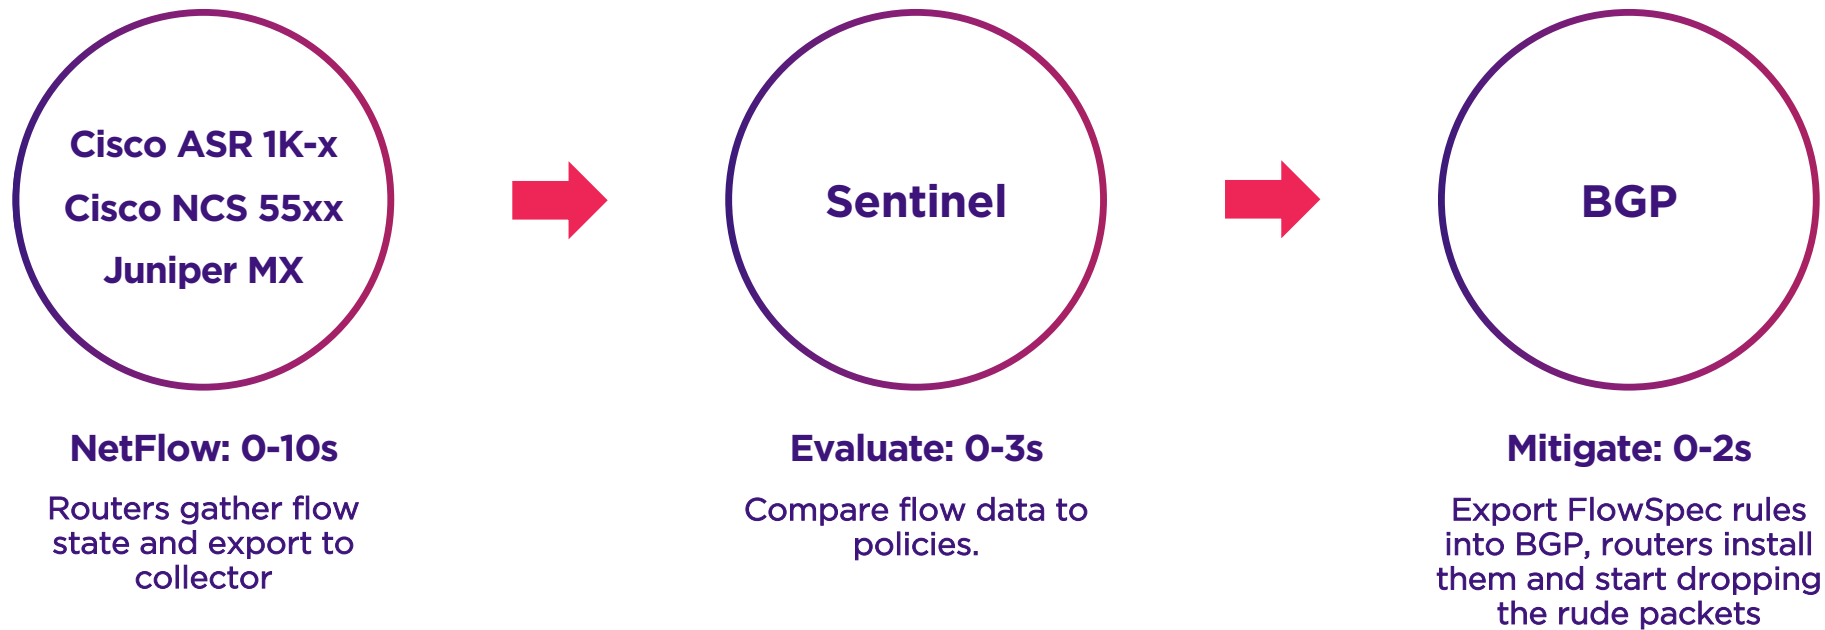 Cisco ASR 1K-x
Cisco NCS 55xx
Juniper MX
NetFlow: 0-10s
Routers gather flow
state and export to
collector
Sentinel
Evaluate: 0-3s
Compare flow data to
policies.
BGP
Mitigate: 0-2s
Export FlowSpec rules
into BGP, routers install
them and start dropping
the rude packets